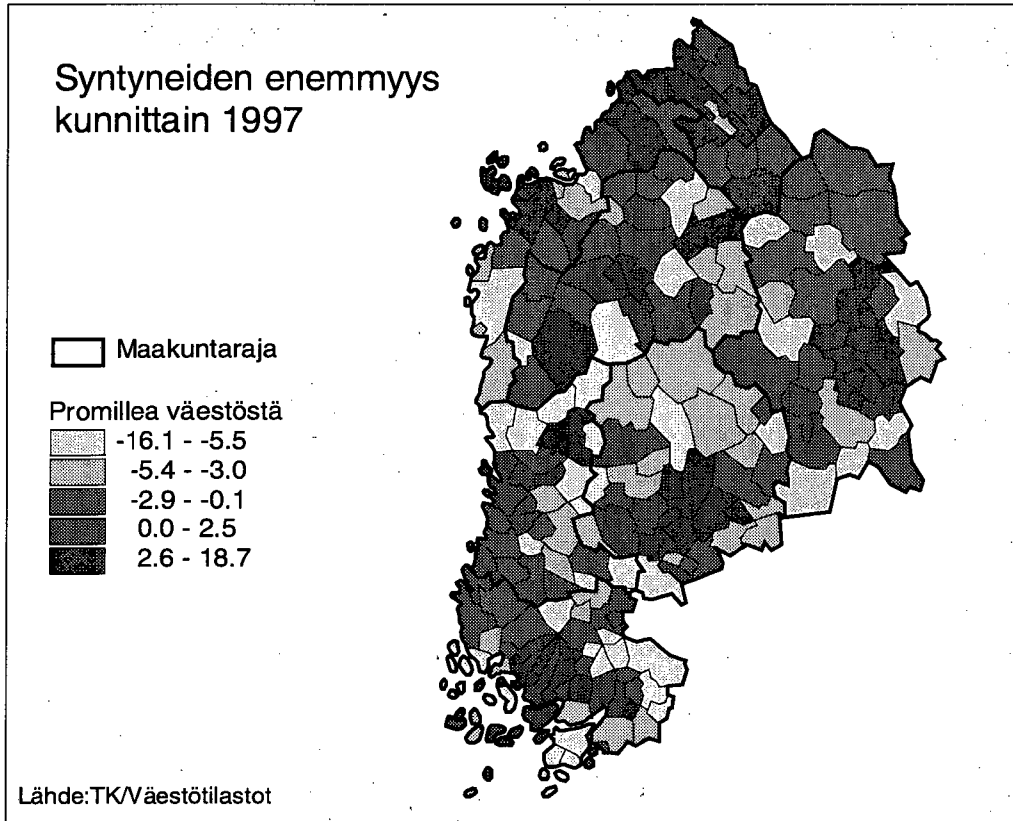 Syntyneiden enemmyys
kunnittain 1997
Maakuntaraja
Promillea väestöstä
-16.1 - -5.5
-5.4 - -3.0
-2.9 - -0.1
0.0 - 2.5
2.6 - 18.7
Lähde:TK/Väestötilastot